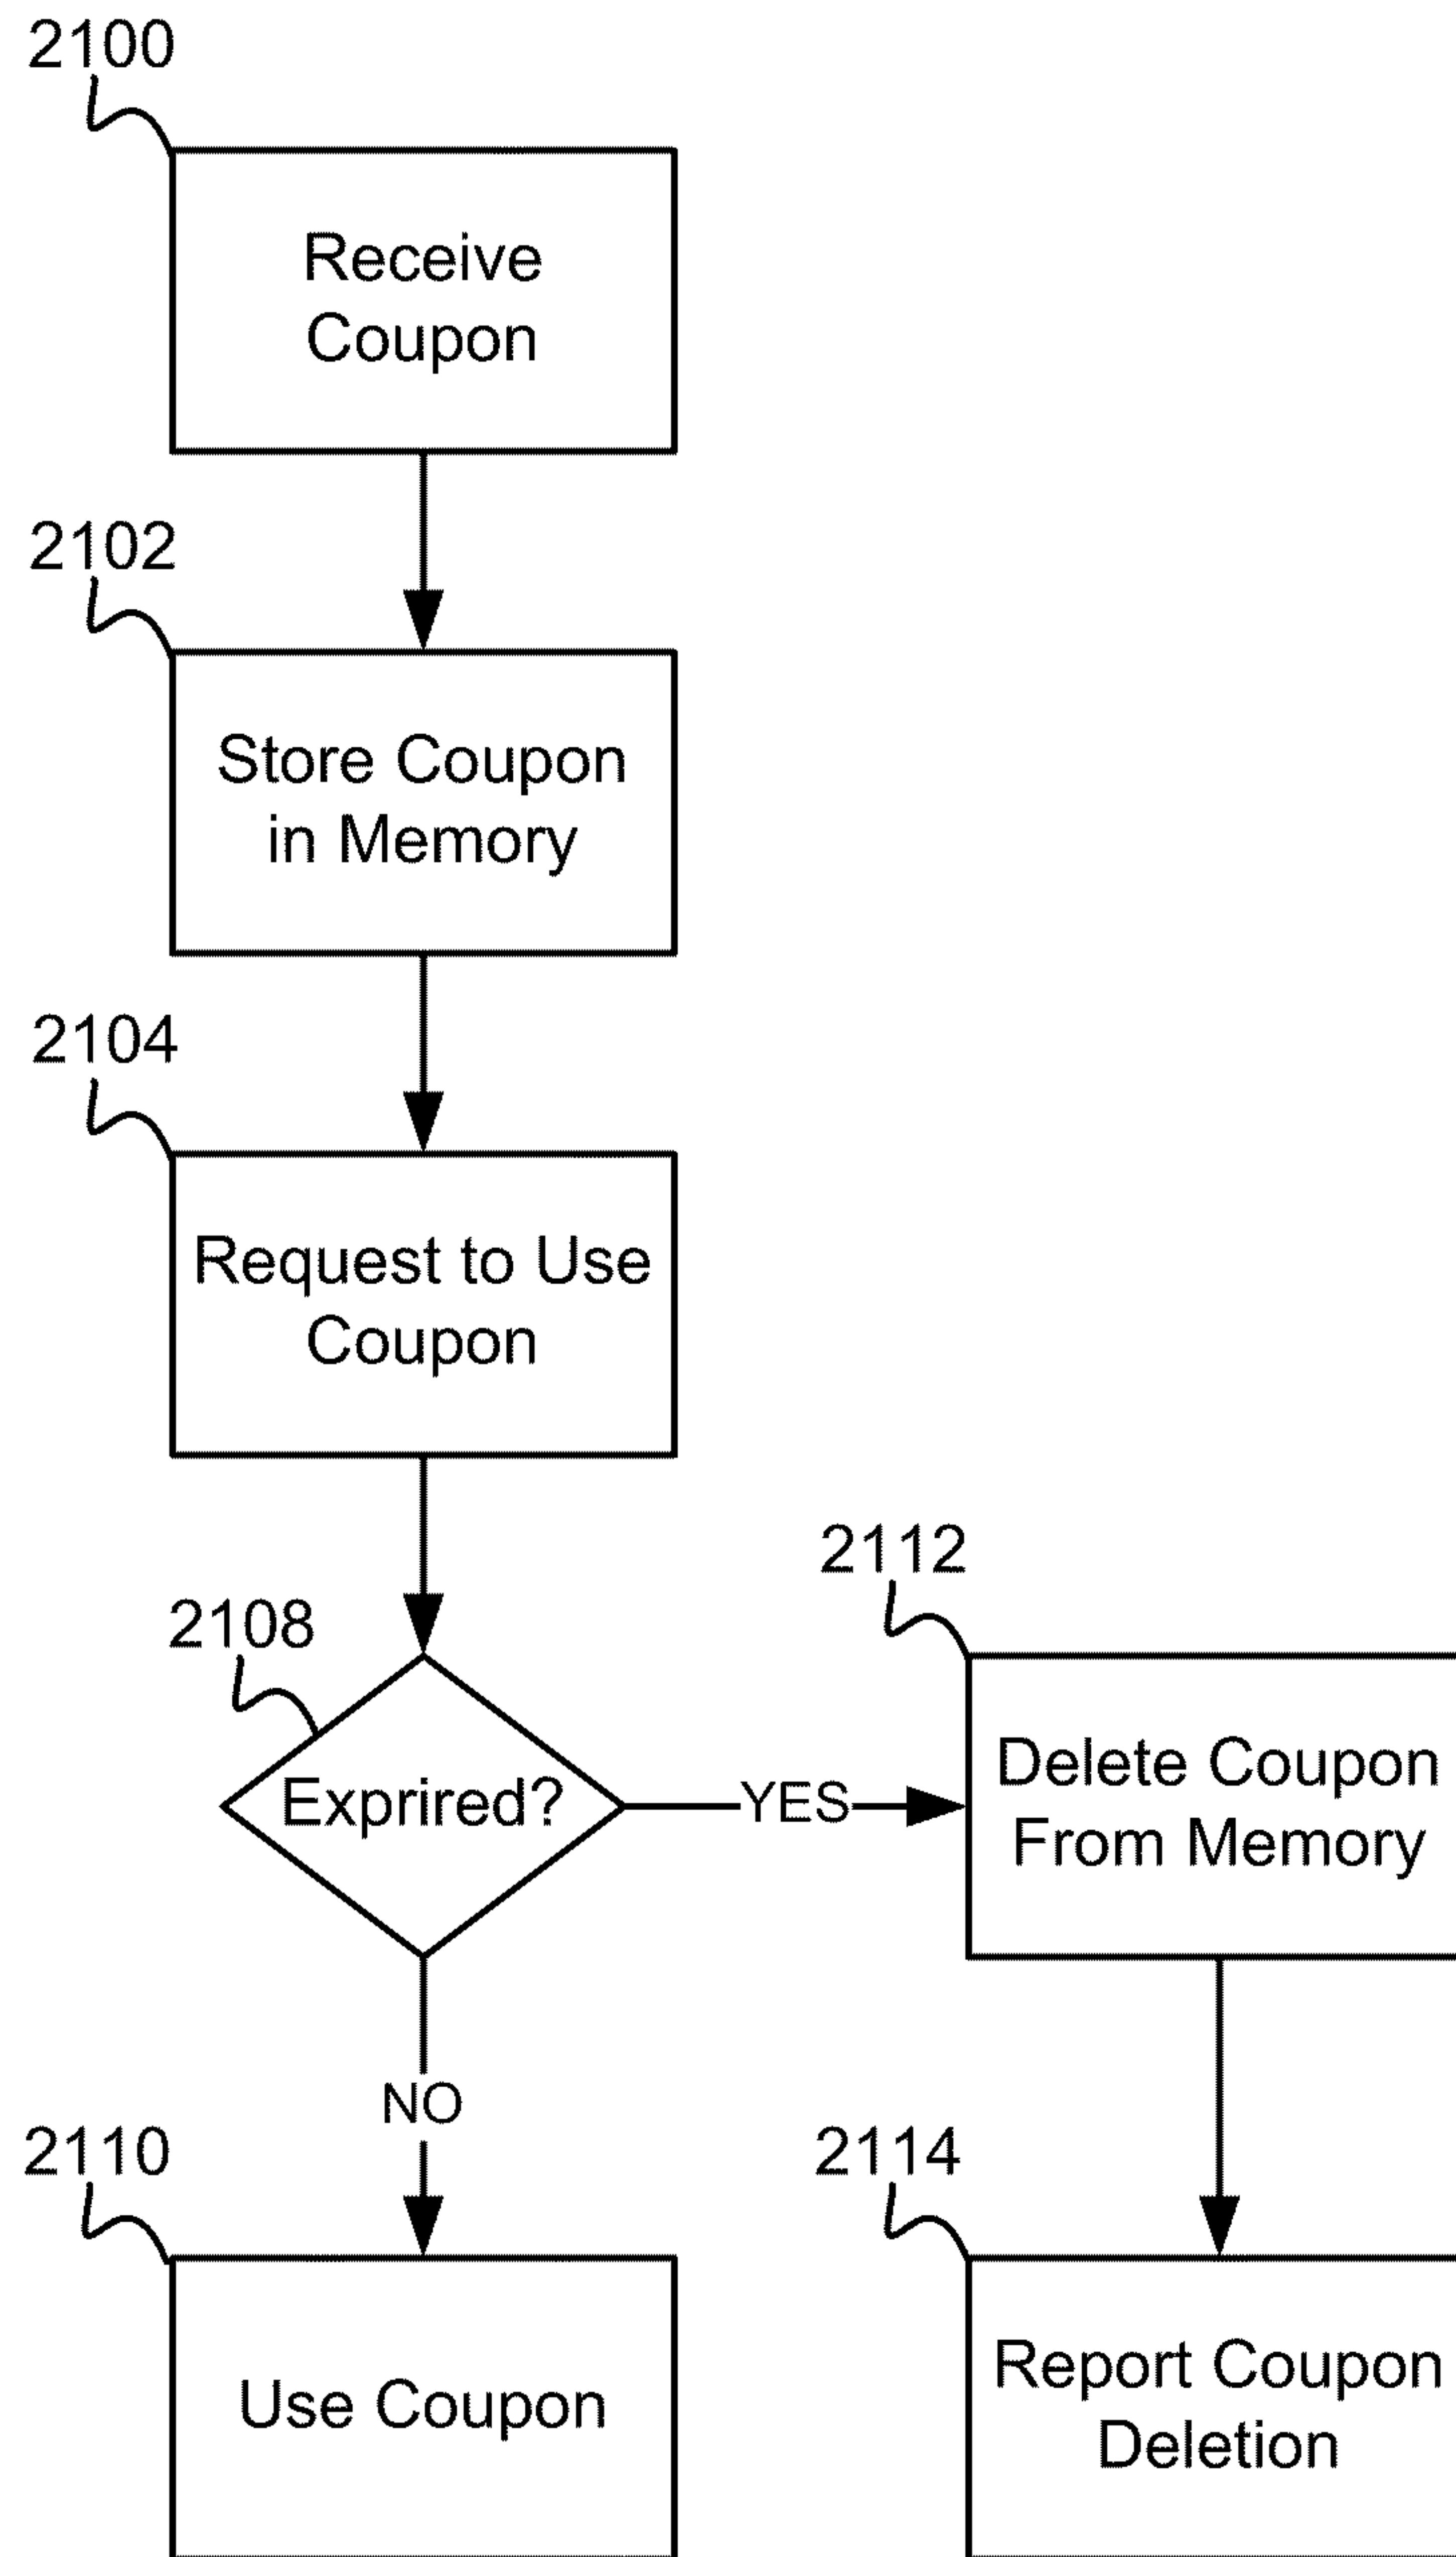 2100
Receive
Coupon
2102
Store Coupon
in Memory
2104
Request to Use
Coupon
2108
Exprired?
YES
2112
Delete Coupon
From Memory
NO
2110
Use Coupon
2114
Report Coupon
Deletion